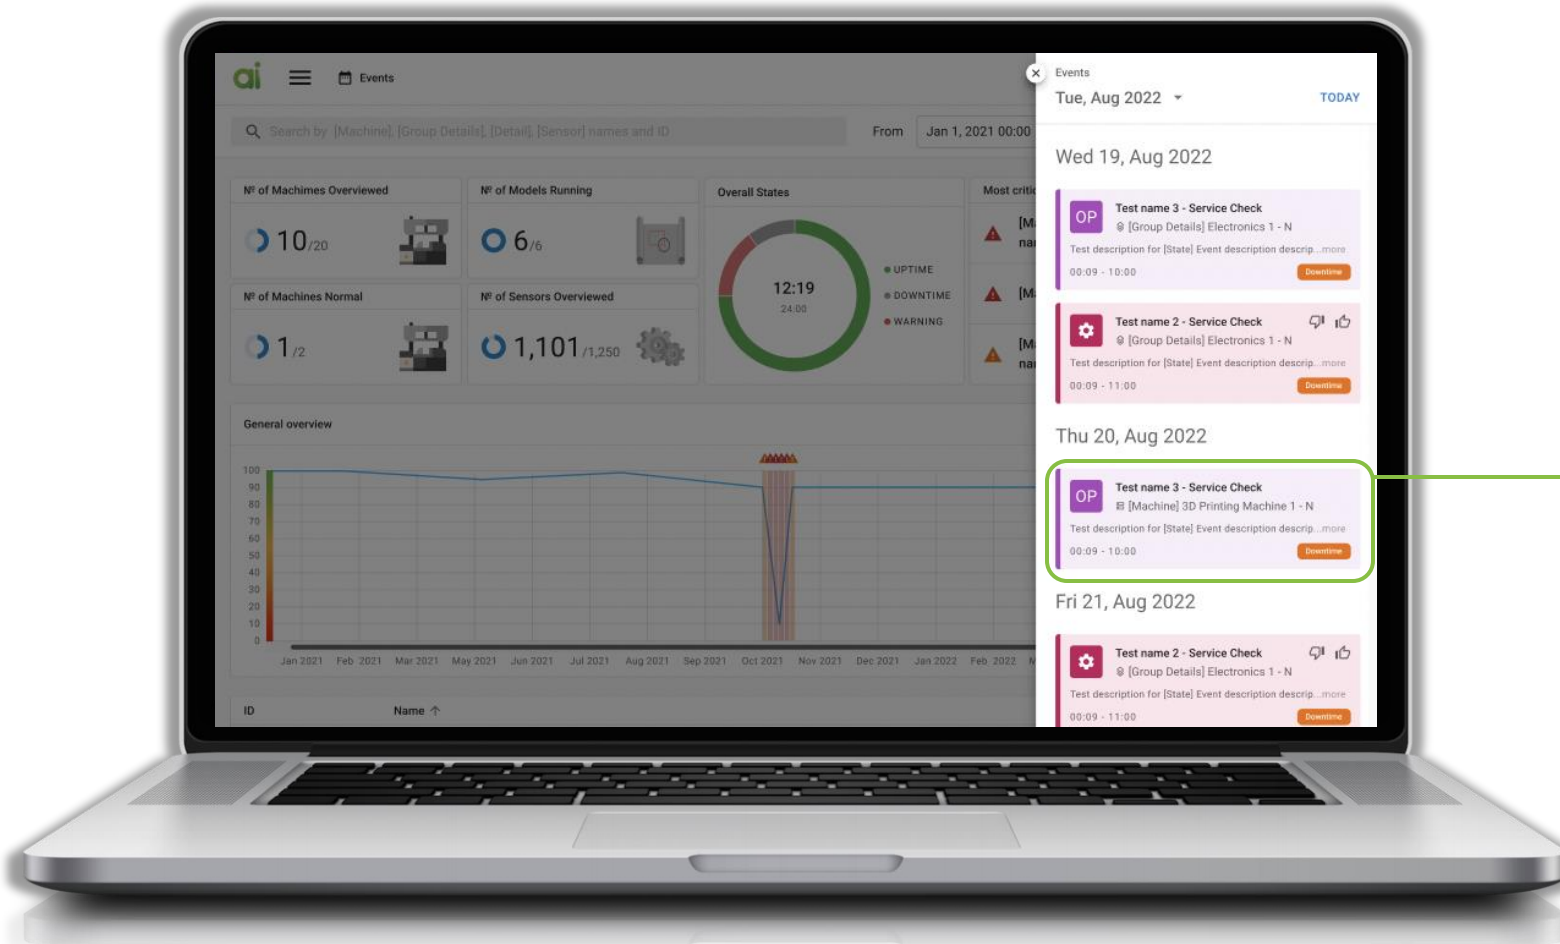 ai
Events
Search by [Machine], [Group Details], [Detail], [Sensor] names and ID
From
Jan 1, 2021 00:00
Nº of Machimes Overviewed
10/20
Nº of Models Running
6/6
Nº of Machines Normal
1/2
Nº of Sensors Overviewed
1,101/1,250
Overall States
12:19
24:00
UPTIME
DOWNTIME
WARNING
Most critic
[Ma
na
[M
[M
na
General overview
100
90
80
70
60
50
40
30
20
10
0
Jan 2021 Feb 2021 Mar 2021 May 2021 Jun 2021 Jul 2021 Aug 2021 Sep 2021 Oct 2021 Nov 2021 Dec 2021 Jan 2022 Feb 2022 M
ID
Name
Events
Tue, Aug 2022
TODAY
Wed 19, Aug 2022
OP
Test name 3 - Service Check
[Group Details] Electronics 1 - N
Test description for [State] Event description descrip...more
00:09 - 10:00
Downtime
Test name 2 - Service Check
[Group Details] Electronics 1 - N
Test description for [State] Event description descrip...more
00:09 - 11:00
Downtime
Thu 20, Aug 2022
OP
Test name 3 - Service Check
[Machine] 3D Printing Machine 1 - N
Test description for [State] Event description descrip...more
00:09 - 10:00
Downtime
Fri 21, Aug 2022
Test name 2 - Service Check
[Group Details] Electronics 1 - N
Test description for [State] Event description descrip...more
00:09 - 11:00
Downtime